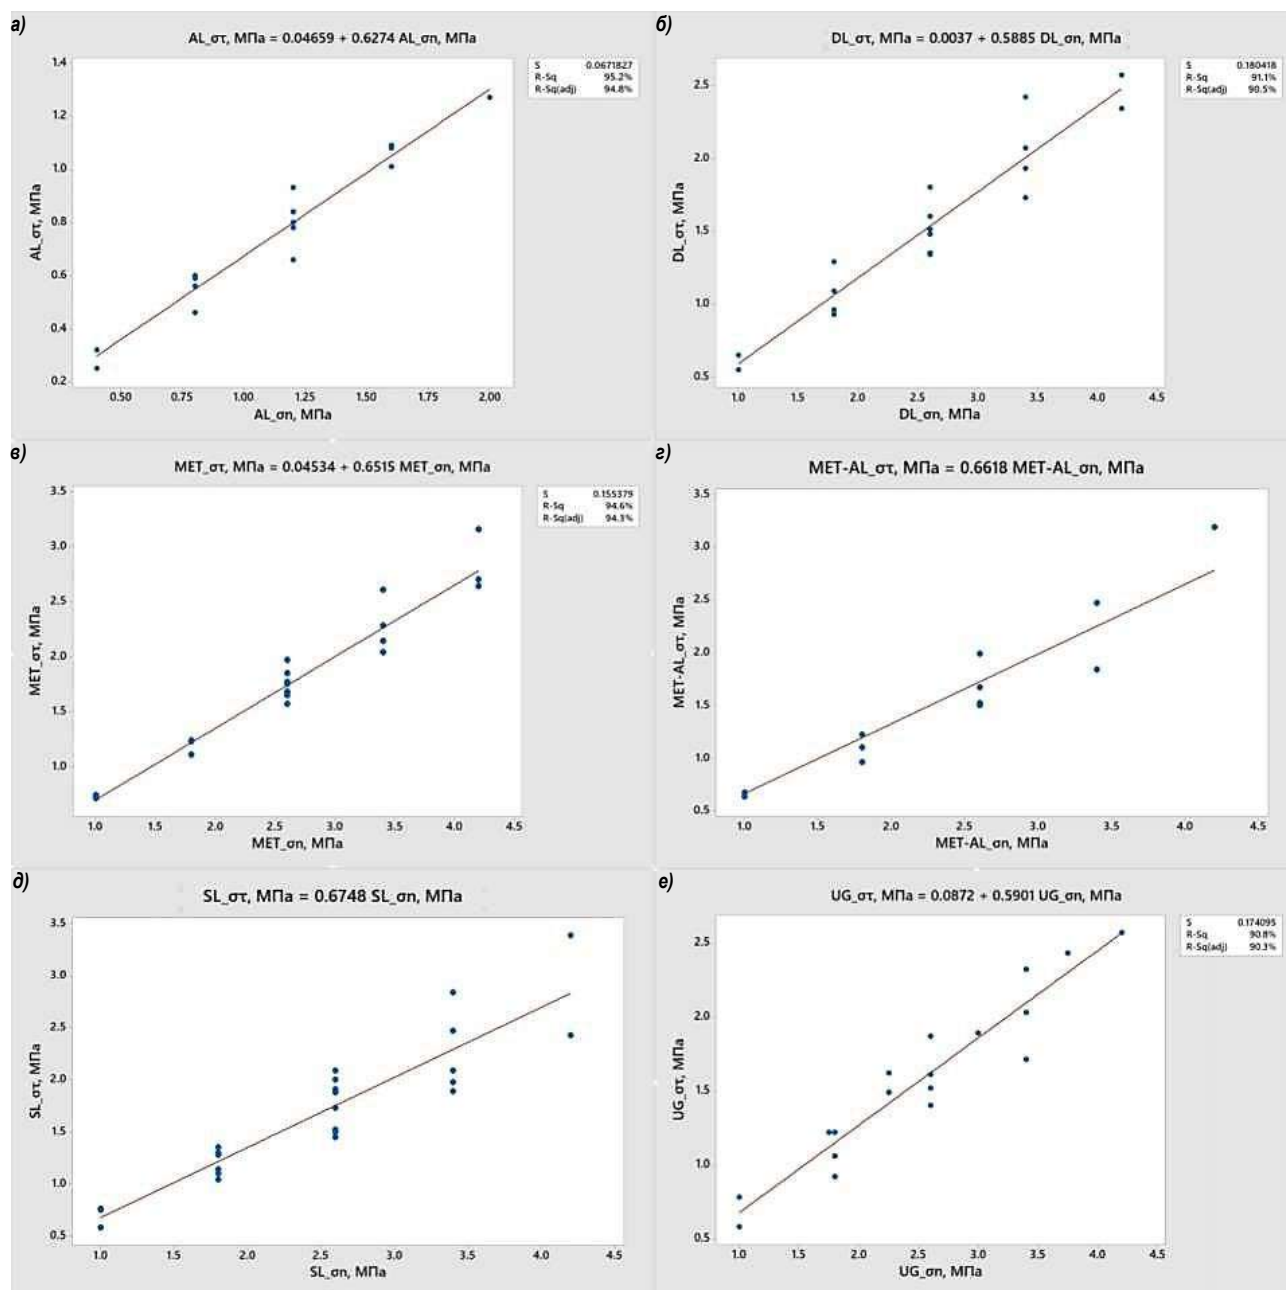 а)
AL_στ, МПа = 0.04659 + 0.6274 AL_σn, МПа
S 0.0671827
R-Sq 95.2%
R-Sq(adj) 94.8%
1.4
1.2
1.0
0.8
0.6
0.4
0.2
AL_στ, МПа
0.50 0.75 1.00 1.25 1.50 1.75 2.00
AL_σn, МПа
б)
DL_στ, МПа = 0.0037 + 0.5885 DL_σn, МПа
S 0.180418
R-Sq 91.1%
R-Sq(adj) 90.5%
2.5
2.0
1.5
1.0
0.5
DL_στ, МПа
1.0 1.5 2.0 2.5 3.0 3.5 4.0 4.5
DL_σn, МПа
в)
MET_στ, МПа = 0.04534 + 0.6515 MET_σn, МПа
S 0.155379
R-Sq 94.6%
R-Sq(adj) 94.3%
3.5
3.0
2.5
2.0
1.5
1.0
MET_στ, МПа
1.0 1.5 2.0 2.5 3.0 3.5 4.0 4.5
MET_σn, МПа
г)
MET-AL_στ, МПа = 0.6618 MET-AL_σn, МПа
3.5
3.0
2.5
2.0
1.5
1.0
0.5
MET-AL_στ, МПа
1.0 1.5 2.0 2.5 3.0 3.5 4.0 4.5
MET-AL_σn, МПа
д)
SL_στ, МПа = 0.6748 SL_σn, МПа
3.5
3.0
2.5
2.0
1.5
1.0
0.5
SL_στ, МПа
1.0 1.5 2.0 2.5 3.0 3.5 4.0 4.5
SL_σn, МПа
е)
UG_στ, МПа = 0.0872 + 0.5901 UG_σn, МПа
S 0.174095
R-Sq 90.8%
R-Sq(adj) 90.3%
2.5
2.0
1.5
1.0
0.5
UG_στ, МПа
1.0 1.5 2.0 2.5 3.0 3.5 4.0 4.5
UG_σn, МПа